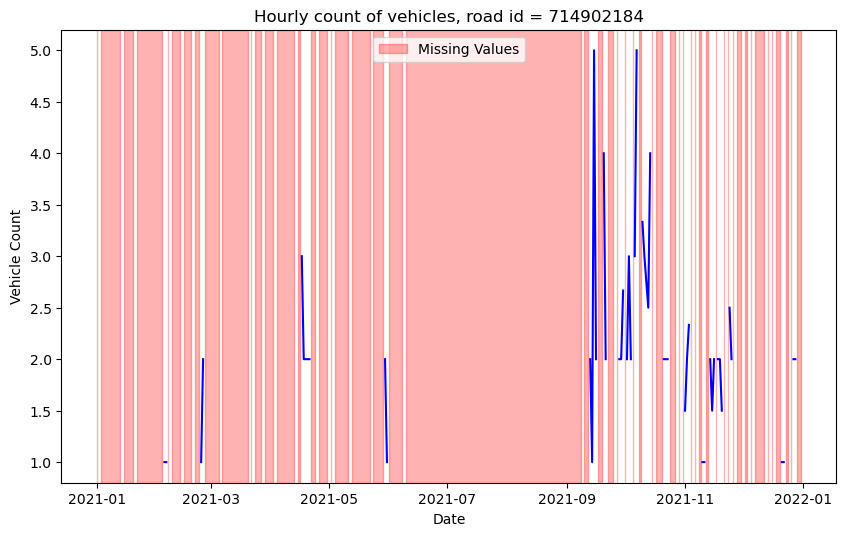 Hourly count of vehicles, road id = 714902184
Missing Values
Vehicle Count
5.0
4.5
4.0
3.5
3.0
2.5
2.0
1.5
1.0
2021-01 2021-03 2021-05 2021-07 2021-09 2021-11 2022-01
Date